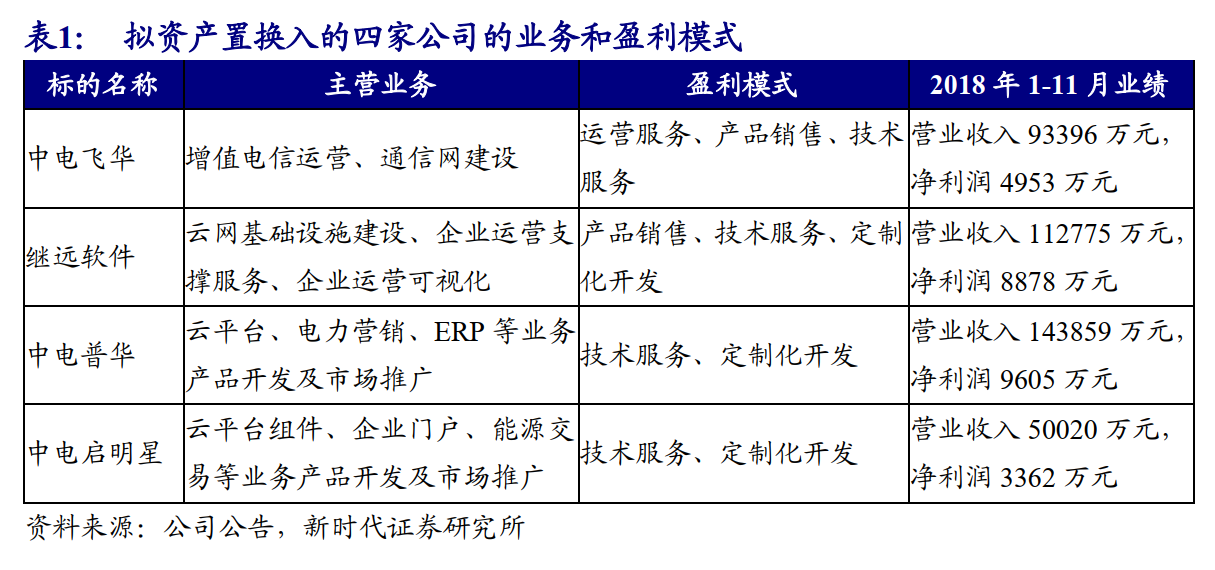 表1： 拟资产置换入的四家公司的业务和盈利模式
标的名称 主营业务 盈利模式 2018 年 1-11 月业绩
中电飞华
增值电信运营、通信网建设
运营服务、产品销售、技术
服务
营业收入 93396 万元，
净利润 4953 万元
继远软件
云网基础设施建设、企业运营支
撑服务、企业运营可视化
产品销售、技术服务、定制
化开发
营业收入 112775 万元，
净利润 8878 万元
中电普华
云平台、电力营销、ERP 等业务
产品开发及市场推广
技术服务、定制化开发
营业收入 143859 万元，
净利润 9605 万元
中电启明星
云平台组件、企业门户、能源交
易等业务产品开发及市场推广
技术服务、定制化开发
营业收入 50020 万元，
净利润 3362 万元
资料来源：公司公告，新时代证券研究所